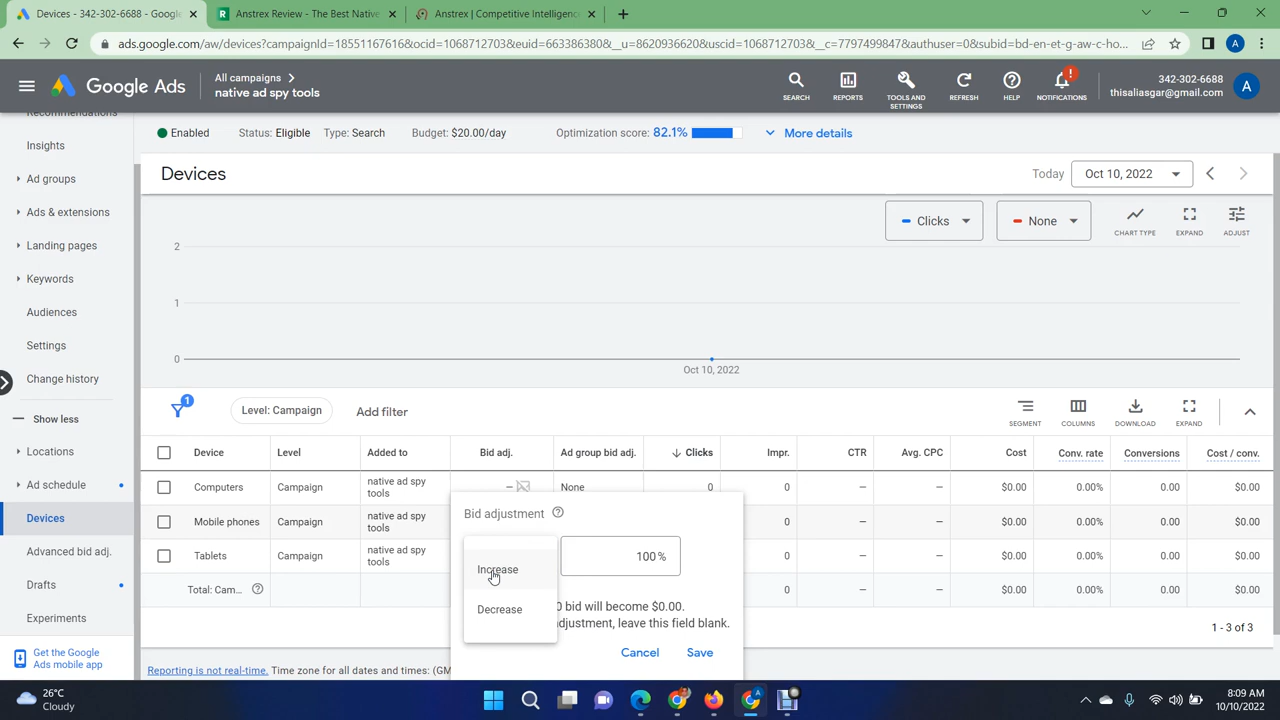 Devices - 342-302-6688 - Google
Anstrex Review - The Best Native
Anstrex | Competitive Intelligenc
ads.google.com/aw/devices?campaignId=18551167616&ocid=1068712703&euid=663386380&__u=8620936620&uscid=1068712703&__c=7797499847&authuser=0&subid=bd-en-et-g-aw-c-ho...
A
Google Ads
All campaigns
native ad spy tools
SEARCH
REPORTS
TOOLS AND
SETTINGS
REFRESH
HELP
!
NOTIFICATIONS
342-302-6688
thisaliasgar@gmail.com
A
Recommendations
Insights
Ad groups
Ads & extensions
Landing pages
Keywords
Audiences
Settings
Change history
Show less
Locations
Ad schedule
Devices
Advanced bid adj.
Drafts
Experiments
Get the Google
Ads mobile app
Enabled
Status: Eligible
Type: Search
Budget: $20.00/day
Optimization score: 82.1%
More details
Devices
Today
Oct 10, 2022
Clicks
None
CHART TYPE
EXPAND
ADJUST
2
1
0
Oct 10, 2022
1
Level: Campaign
Add filter
SEGMENT
COLUMNS
DOWNLOAD
EXPAND
Device Level Added to Bid adj. Ad group bid adj. Clicks Impr. CTR Avg. CPC Cost Conv. rate Conversions Cost / conv.
Computers Campaign native ad spy tools — None 0 0 — — $0.00 0.00% 0.00 $0.00
Mobile phones Campaign native ad spy tools 0 — — $0.00 0.00% 0.00 $0.00
Tablets Campaign native ad spy tools 0 — — $0.00 0.00% 0.00 $0.00
Total: Cam... 0 — — $0.00 0.00% 0.00 $0.00
Bid adjustment
Increase
Decrease
100 %
0 bid will become $0.00.
adjustment, leave this field blank.
Cancel
Save
1 - 3 of 3
Reporting is not real-time. Time zone for all dates and times: (GM
26°C
Cloudy
8:09 AM
10/10/2022